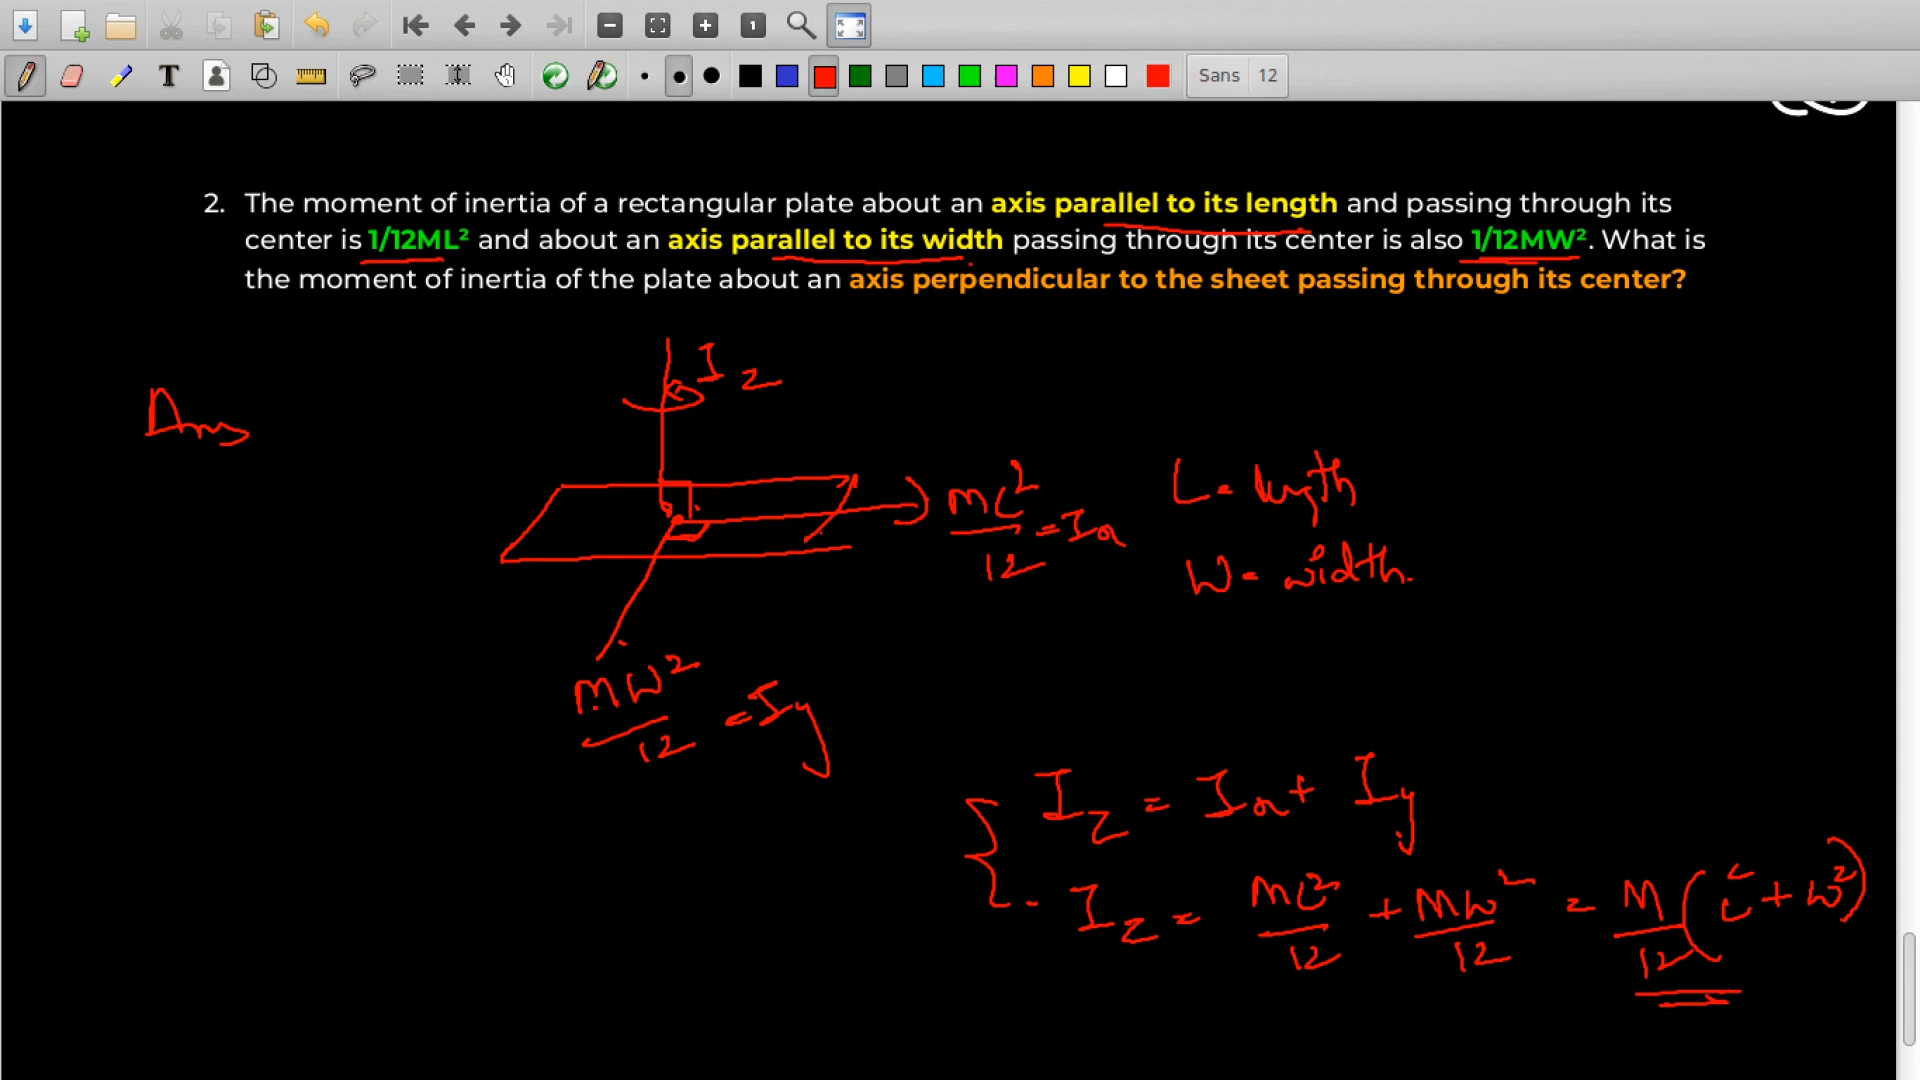 1
T
Sans 12
2. The moment of inertia of a rectangular plate about an axis parallel to its length and passing through its
center is 1/12ML² and about an axis parallel to its width passing through its center is also 1/12MW². What is
the moment of inertia of the plate about an axis perpendicular to the sheet passing through its center?
I z
Ans
ML²/12 = Ix
L = length
W = width.
MW²/12 = Iy
Iz = Ix + Iy
Iz = ML²/12 + MW²/12 = M/12 (L² + W²)